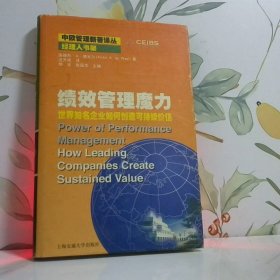 中欧管理新著译丛
经理人书架
CEIBS
绩效管理魔力
世界知名企业如何创造可持续价值
Power of Performance
Management
How Leading
Companies Create
Sustained Value
上海交通大学出版社